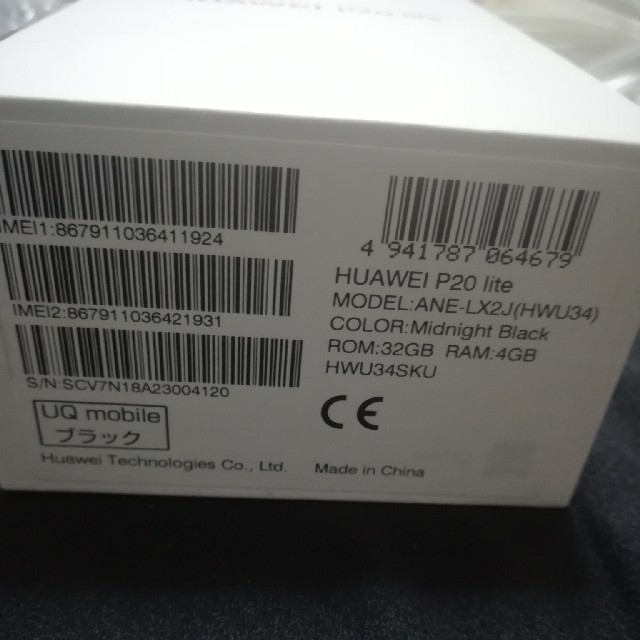 IMEI1:867911036411924
IMEI2:867911036421931
S/N:SCV7N18A23004120
UQ mobile
ブラック
Huawei Technologies Co., Ltd.
4 941787 064679
HUAWEI P20 lite
MODEL:ANE-LX2J(HWU34)
COLOR:Midnight Black
ROM:32GB RAM:4GB
HWU34SKU
CE
Made in China